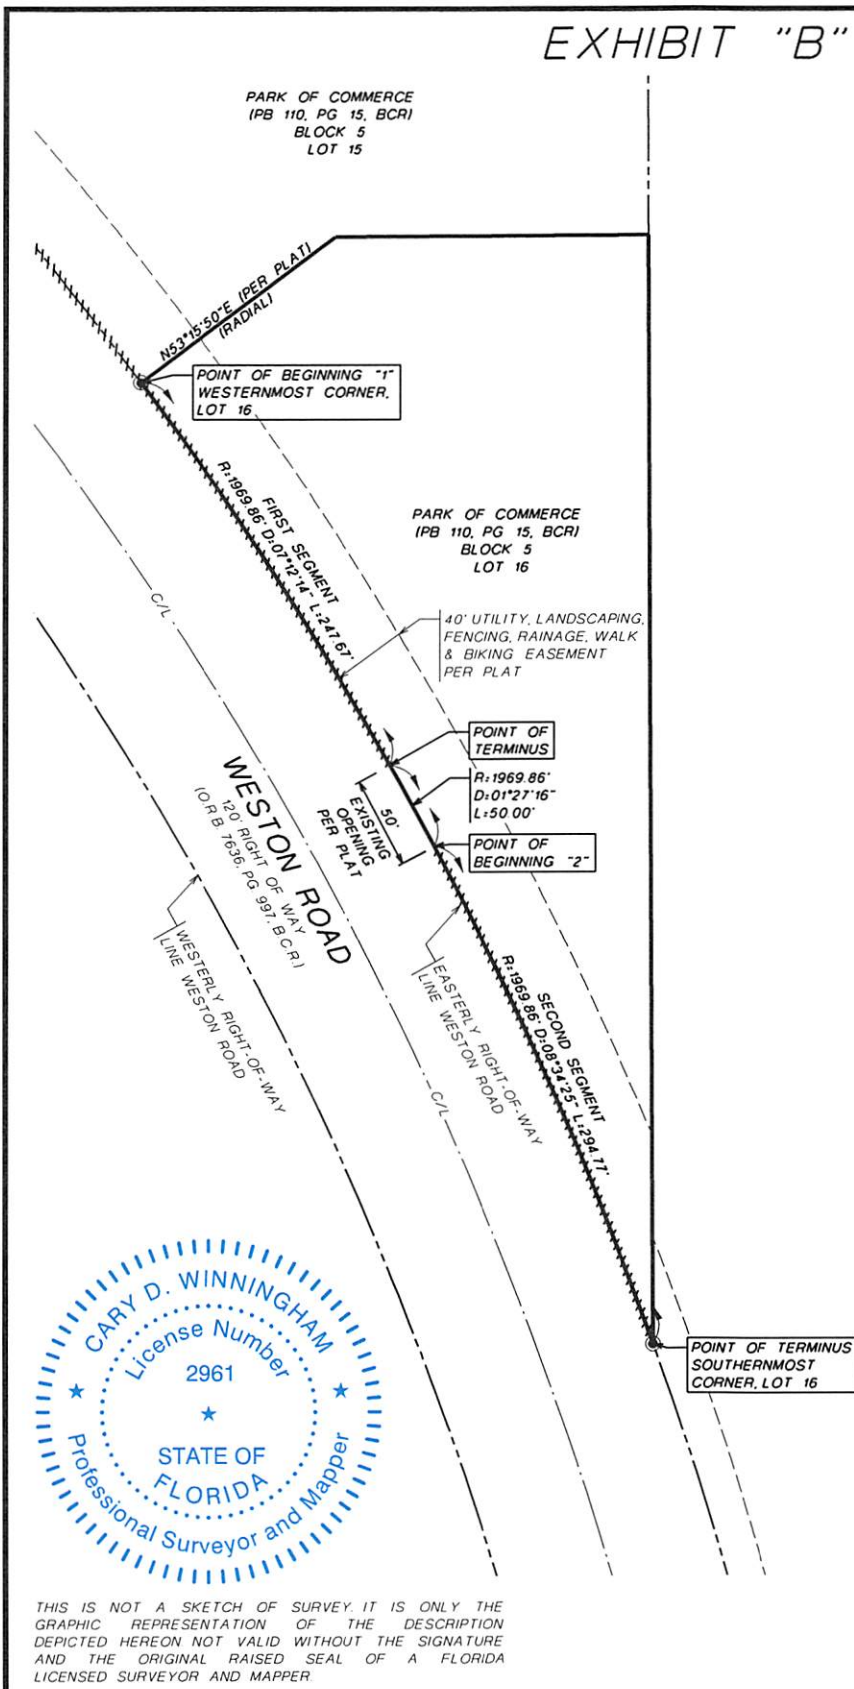 EXHIBIT "B"
PARK OF COMMERCE
(PB 110, PG 15, BCR)
BLOCK 5
LOT 15
N53°15'50"E (PER PLAT)
(RADIAL)
POINT OF BEGINNING "1"
WESTERNMOST CORNER,
LOT 16
FIRST SEGMENT
R:1969.86' D:07°12'14" L:247.67'
PARK OF COMMERCE
(PB 110, PG 15, BCR)
BLOCK 5
LOT 16
C/L
40' UTILITY, LANDSCAPING,
FENCING, RAINAGE, WALK
& BIKING EASEMENT
PER PLAT
POINT OF
TERMINUS
R:1969.86'
D:01°27'16"
L:50.00'
50'
EXISTING
OPENING
PER PLAT
POINT OF
BEGINNING "2"
WESTON ROAD
120' RIGHT OF WAY
(O.R.B. 7636, PG. 997, B.C.R.)
WESTERLY RIGHT-OF-WAY
LINE WESTON ROAD
EASTERLY RIGHT-OF-WAY
LINE WESTON ROAD
C/L
SECOND SEGMENT
R:1969.86' D:08°34'25" L:294.77'
POINT OF TERMINUS
SOUTHERNMOST
CORNER, LOT 16
CARY D. WINNINGHAM
License Number
2961
STATE OF
FLORIDA
Professional Surveyor and Mapper
THIS IS NOT A SKETCH OF SURVEY. IT IS ONLY THE
GRAPHIC REPRESENTATION OF THE DESCRIPTION
DEPICTED HEREON NOT VALID WITHOUT THE SIGNATURE
AND THE ORIGINAL RAISED SEAL OF A FLORIDA
LICENSED SURVEYOR AND MAPPER.